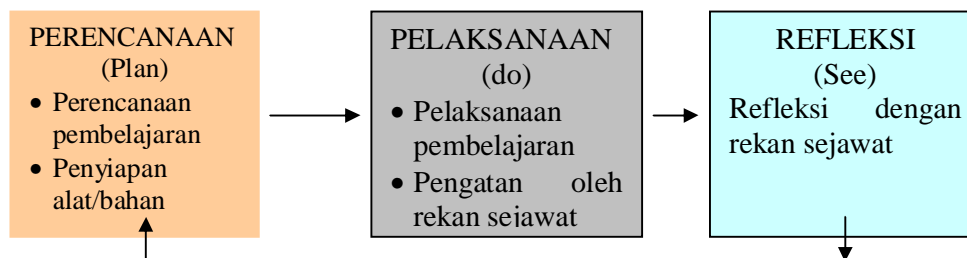 PERENCANAAN
(Plan)
• Perencanaan
pembelajaran
• Penyiapan
alat/bahan
PELAKSANAAN
(do)
• Pelaksanaan
pembelajaran
• Pengatan oleh
rekan sejawat
REFLEKSI
(See)
Refleksi dengan
rekan sejawat